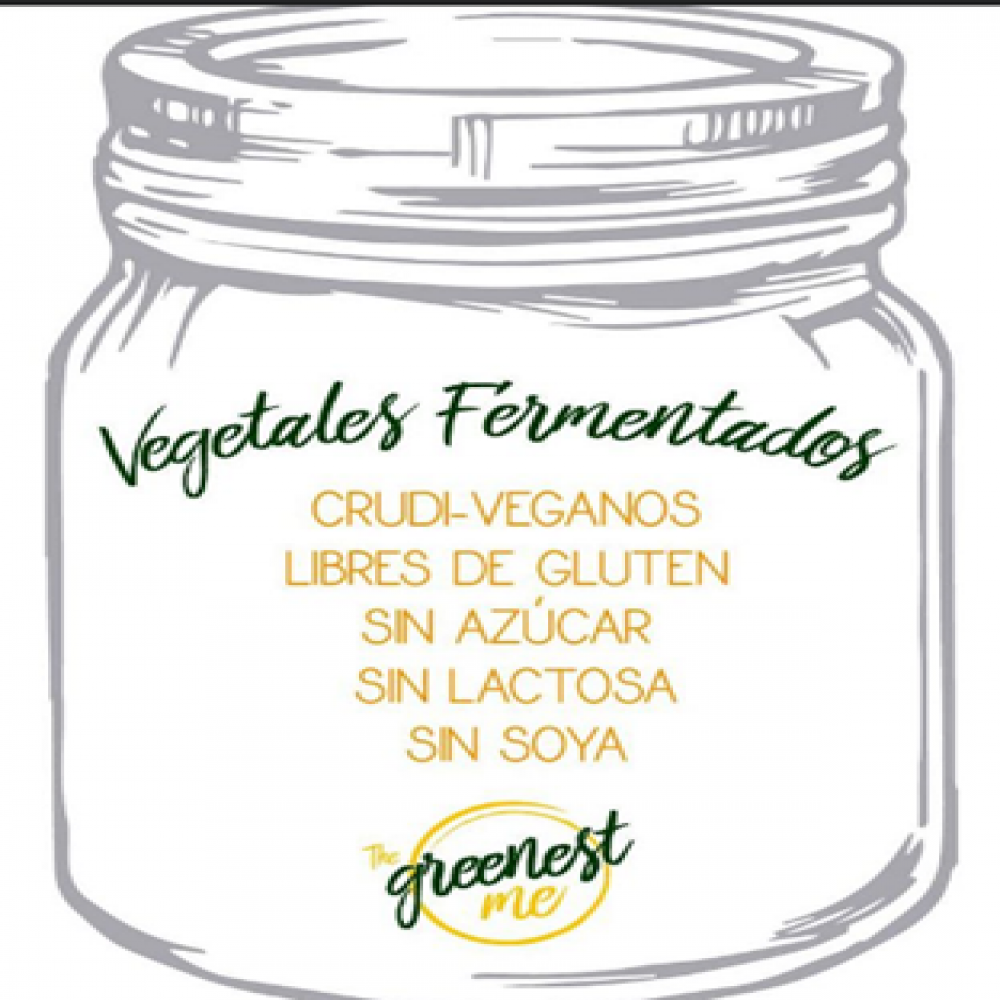 Vegetales Fermentados
CRUDI-VEGANOS
LIBRES DE GLUTEN
SIN AZÚCAR
SIN LACTOSA
SIN SOYA
The
greenest
me